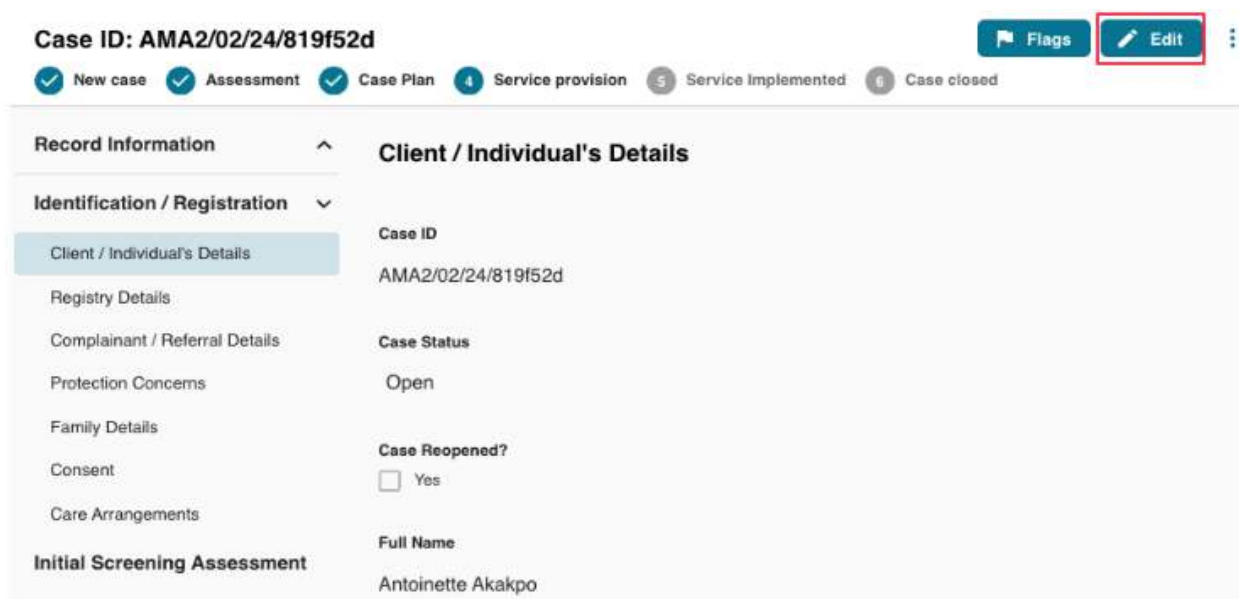 Case ID: AMA2/02/24/819f52d
Flags
Edit
New case
Assessment
Case Plan
4 Service provision
5 Service Implemented
6 Case closed
Record Information
Identification / Registration
Client / Individual's Details
Registry Details
Complainant / Referral Details
Protection Concerns
Family Details
Consent
Care Arrangements
Initial Screening Assessment
Client / Individual's Details
Case ID
AMA2/02/24/819f52d
Case Status
Open
Case Reopened?
Yes
Full Name
Antoinette Akakpo